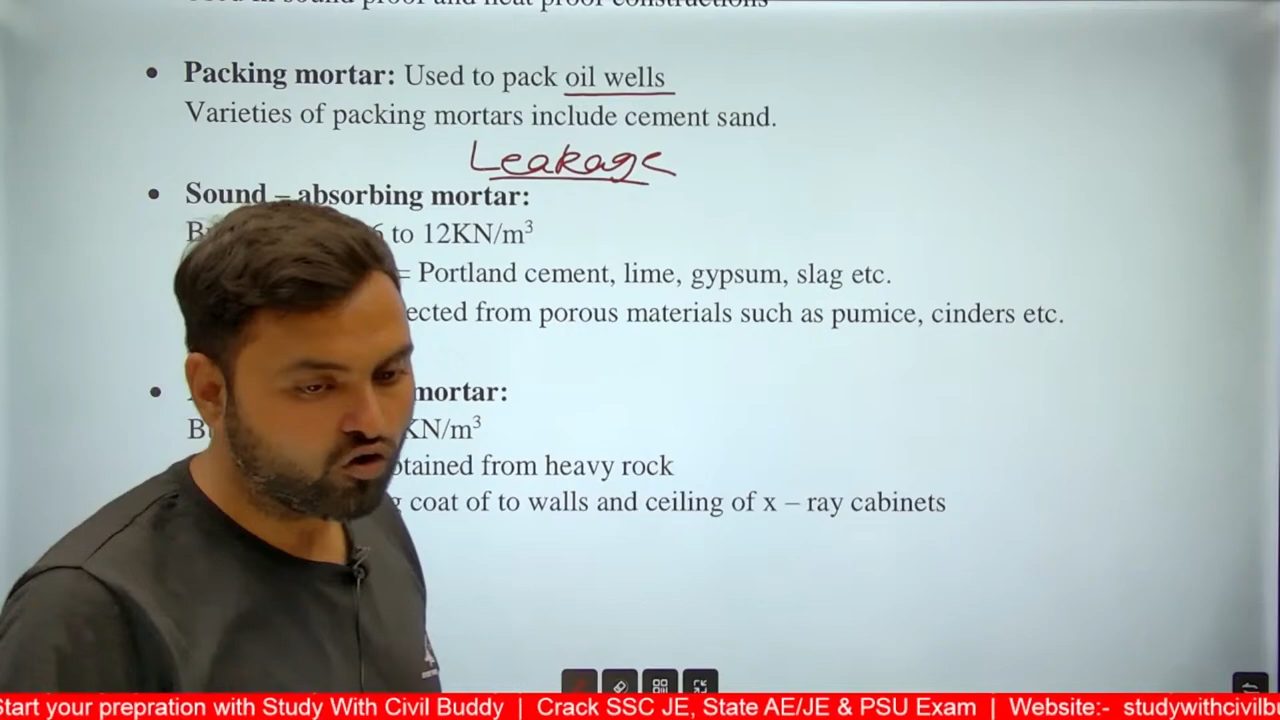 Used in sound proof and heat proof constructions
• Packing mortar: Used to pack oil wells
Varieties of packing mortars include cement sand.
Leakage
• Sound – absorbing mortar:
to 12KN/m³
= Portland cement, lime, gypsum, slag etc.
ected from porous materials such as pumice, cinders etc.
• mortar:
KN/m³
tained from heavy rock
coat of to walls and ceiling of x – ray cabinets
Start your prepration with Study With Civil Buddy | Crack SSC JE, State AE/JE & PSU Exam | Website:- studywithcivilbu